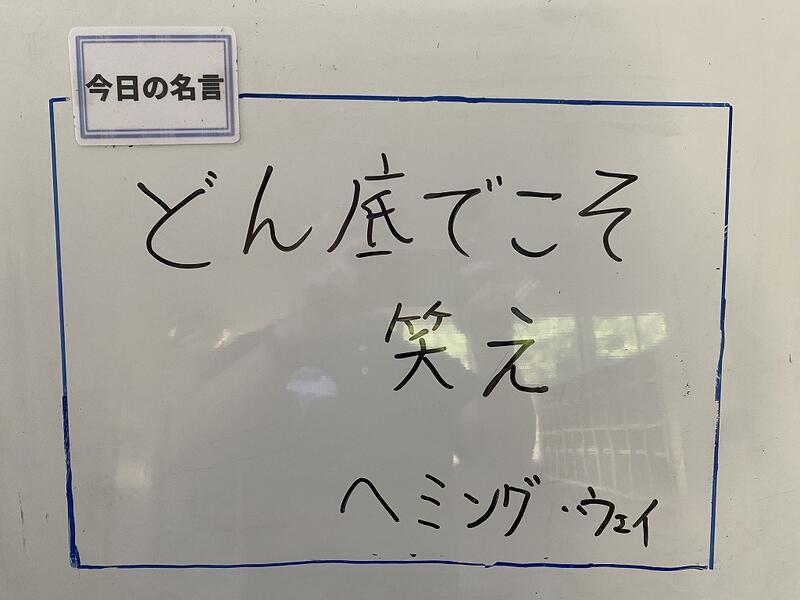 今日の名言
どん底でこそ
笑え
ヘミング・ウェイ